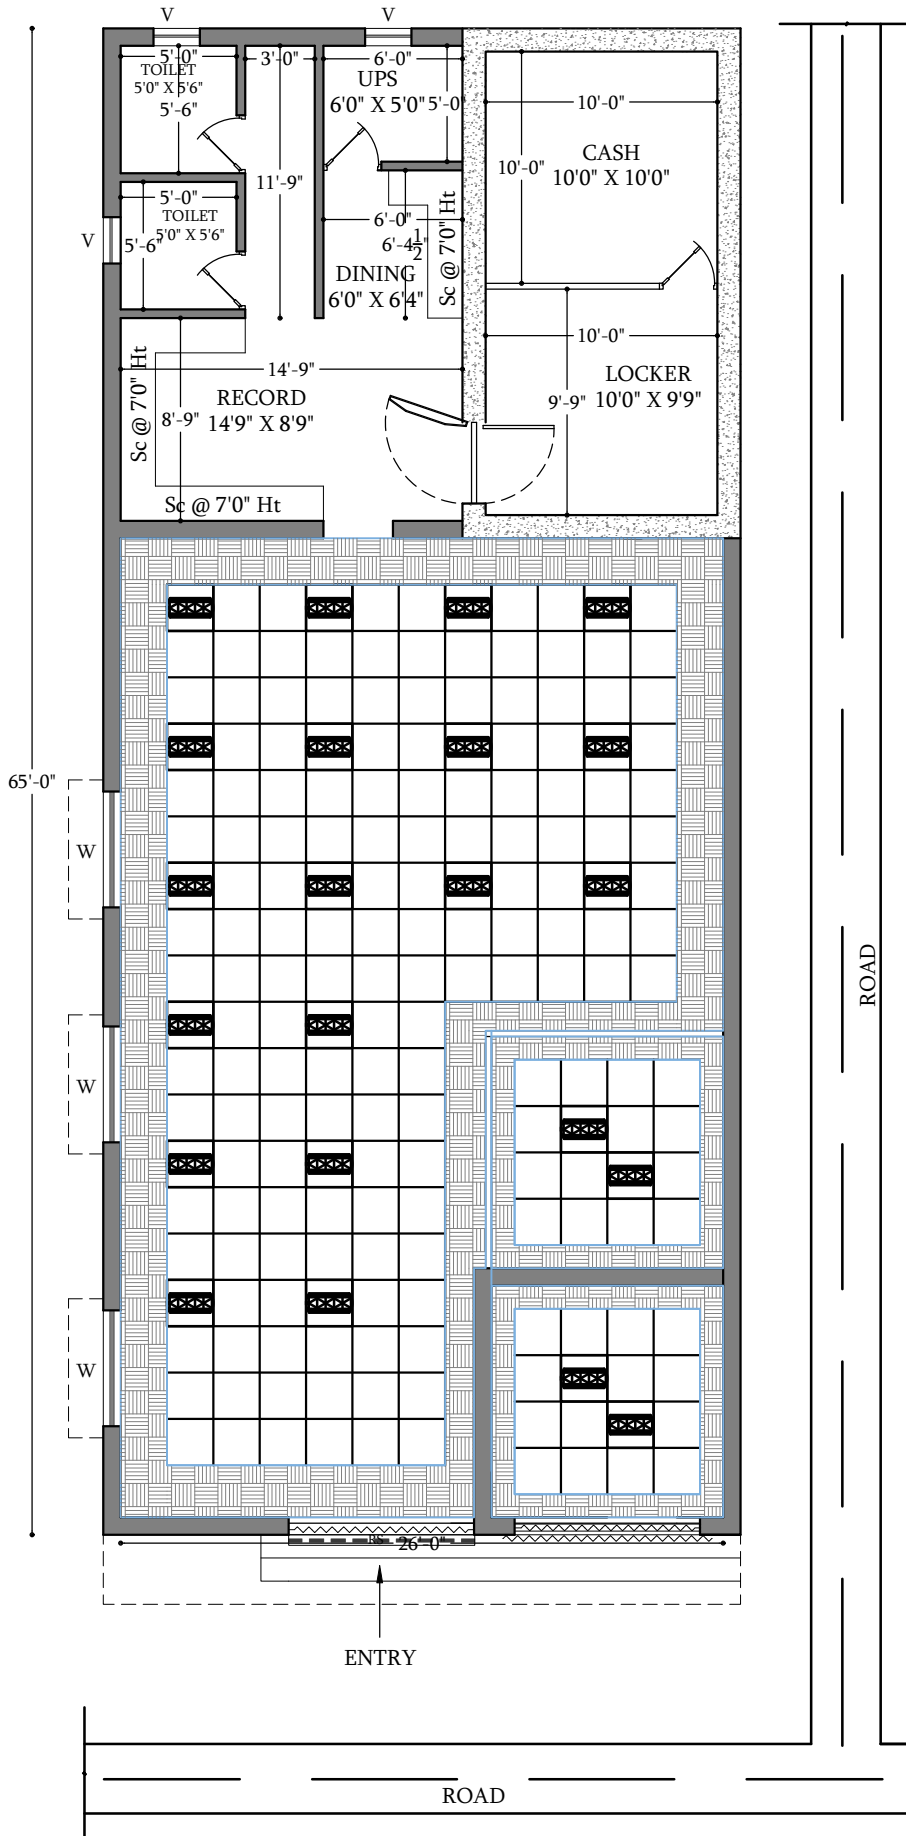 V
V
5'-0"
3'-0"
6'-0"
TOILET
5'0" X 5'6"
5'-6"
UPS
6'0" X 5'0"
5'-0"
10'-0"
10'-0"
CASH
10'0" X 10'0"
11'-9"
5'-0"
TOILET
5'0" X 5'6"
5'-6"
V
6'-0"
6'-4 1/2"
Sc @ 7'0" Ht
DINING
6'0" X 6'4"
10'-0"
14'-9"
RECORD
14'9" X 8'9"
8'-9"
Sc @ 7'0" Ht
Sc @ 7'0" Ht
LOCKER
10'0" X 9'9"
9'-9"
65'-0"
W
W
W
ROAD
26'-0"
ENTRY
ROAD